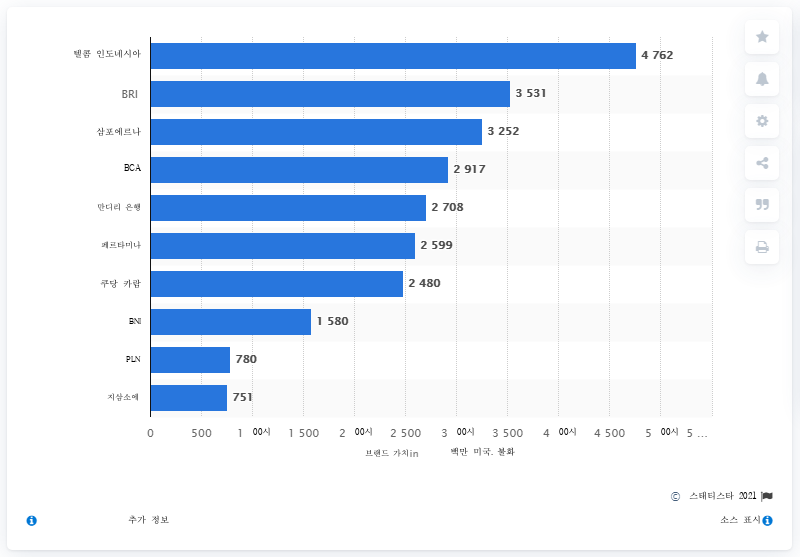 텔콤 인도네시아 4 762
BRI 3 531
삼포에르나 3 252
BCA 2 917
만디리 은행 2 708
페르타미나 2 599
쿠당 카람 2 480
BNI 1 580
PLN 780
지삼소에 751
0 500 1 00시 1 500 2 00시 2 500 3 00시 3 500 4 00시 4 500 5 00시 5 ...
브랜드 가치in 백만 미국. 불화
© 스태티스타 2021
추가 정보 소스 표시